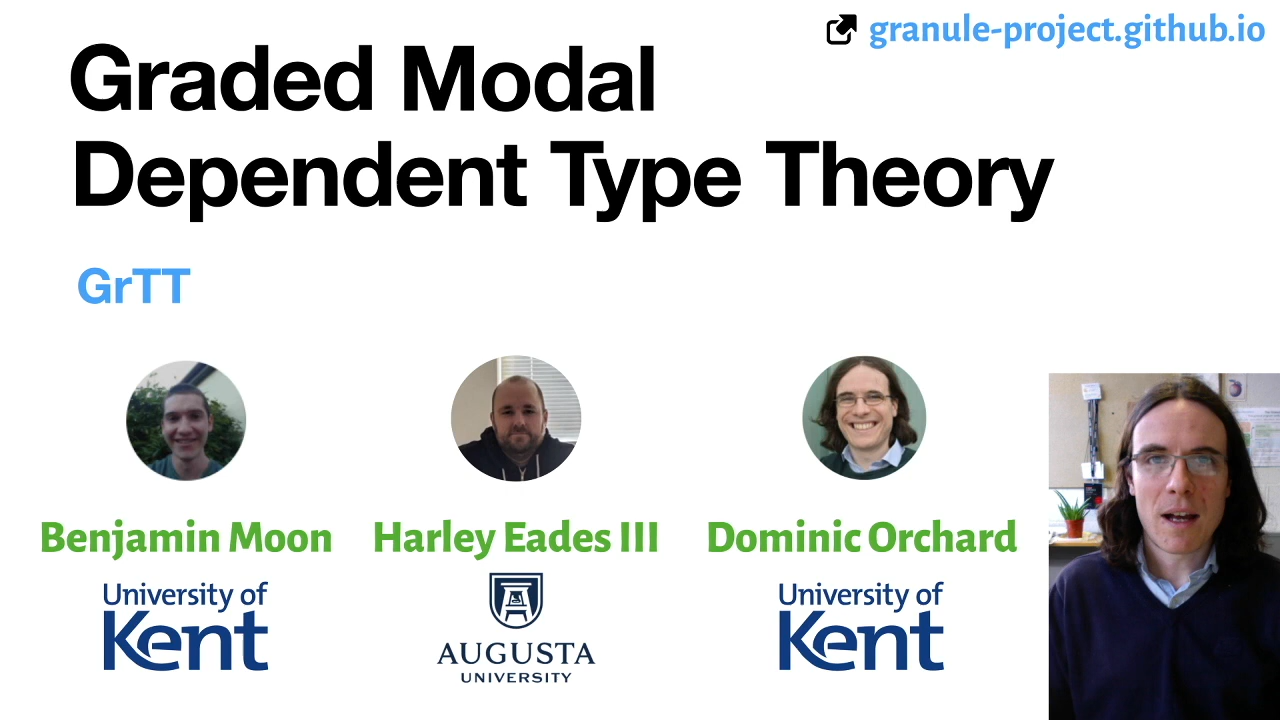 granule-project.github.io
Graded Modal
Dependent Type Theory
GrTT
Benjamin Moon
Harley Eades III
Dominic Orchard
University of
Kent
AUGUSTA
UNIVERSITY
University of
Kent